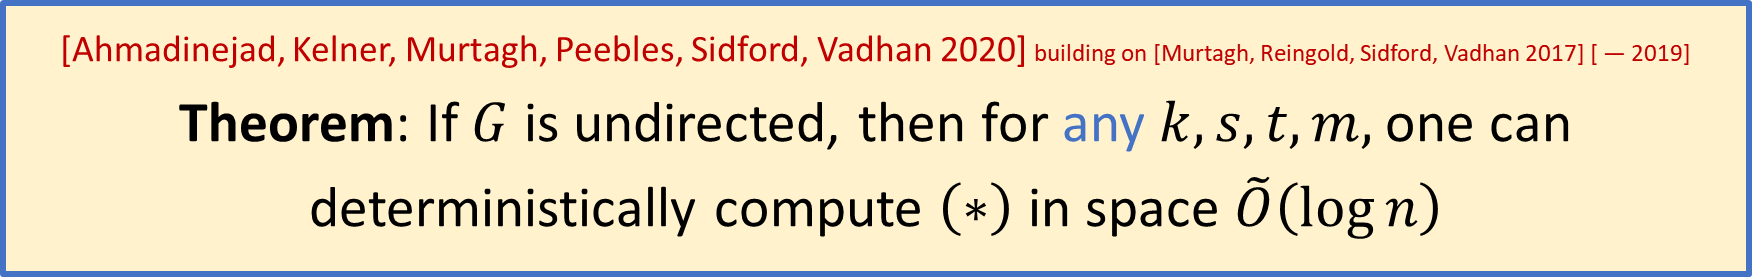 [Ahmadinejad, Kelner, Murtagh, Peebles, Sidford, Vadhan 2020] building on [Murtagh, Reingold, Sidford, Vadhan 2017] [ — 2019]
Theorem: If G is undirected, then for any k, s, t, m, one can
deterministically compute (∗) in space Õ(log n)